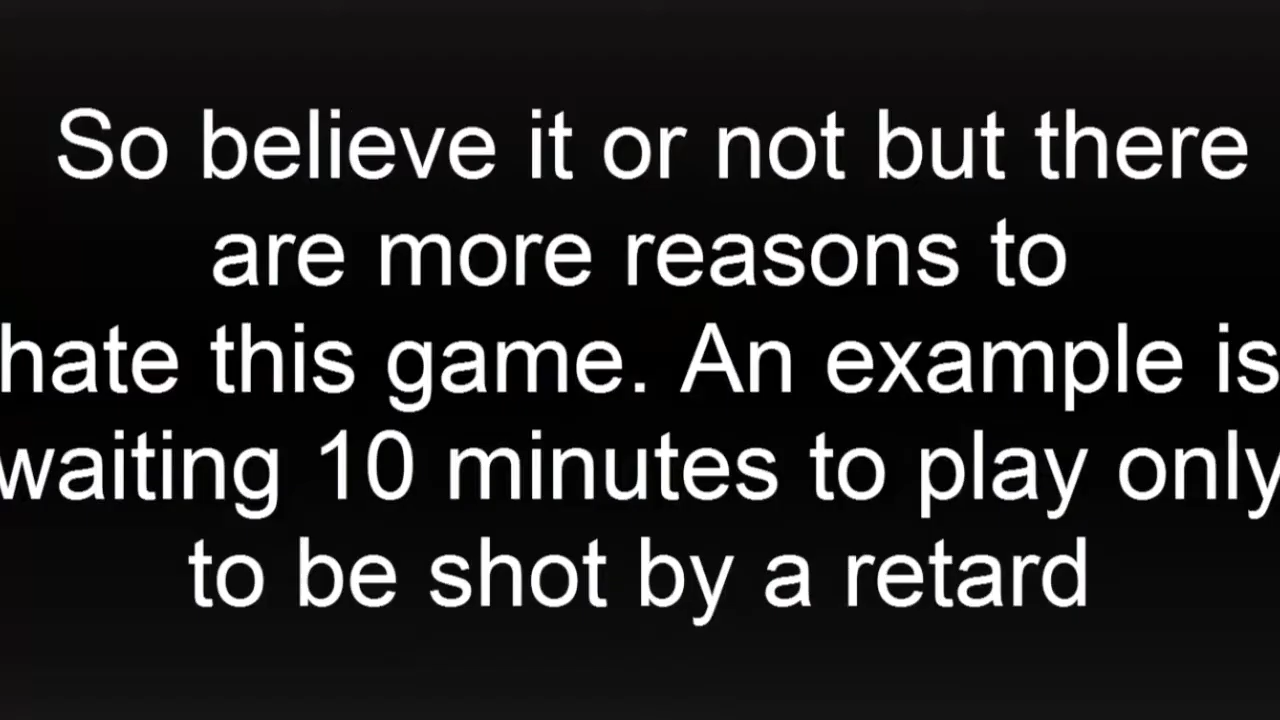 So believe it or not but there
are more reasons to
hate this game. An example is
waiting 10 minutes to play only
to be shot by a retard